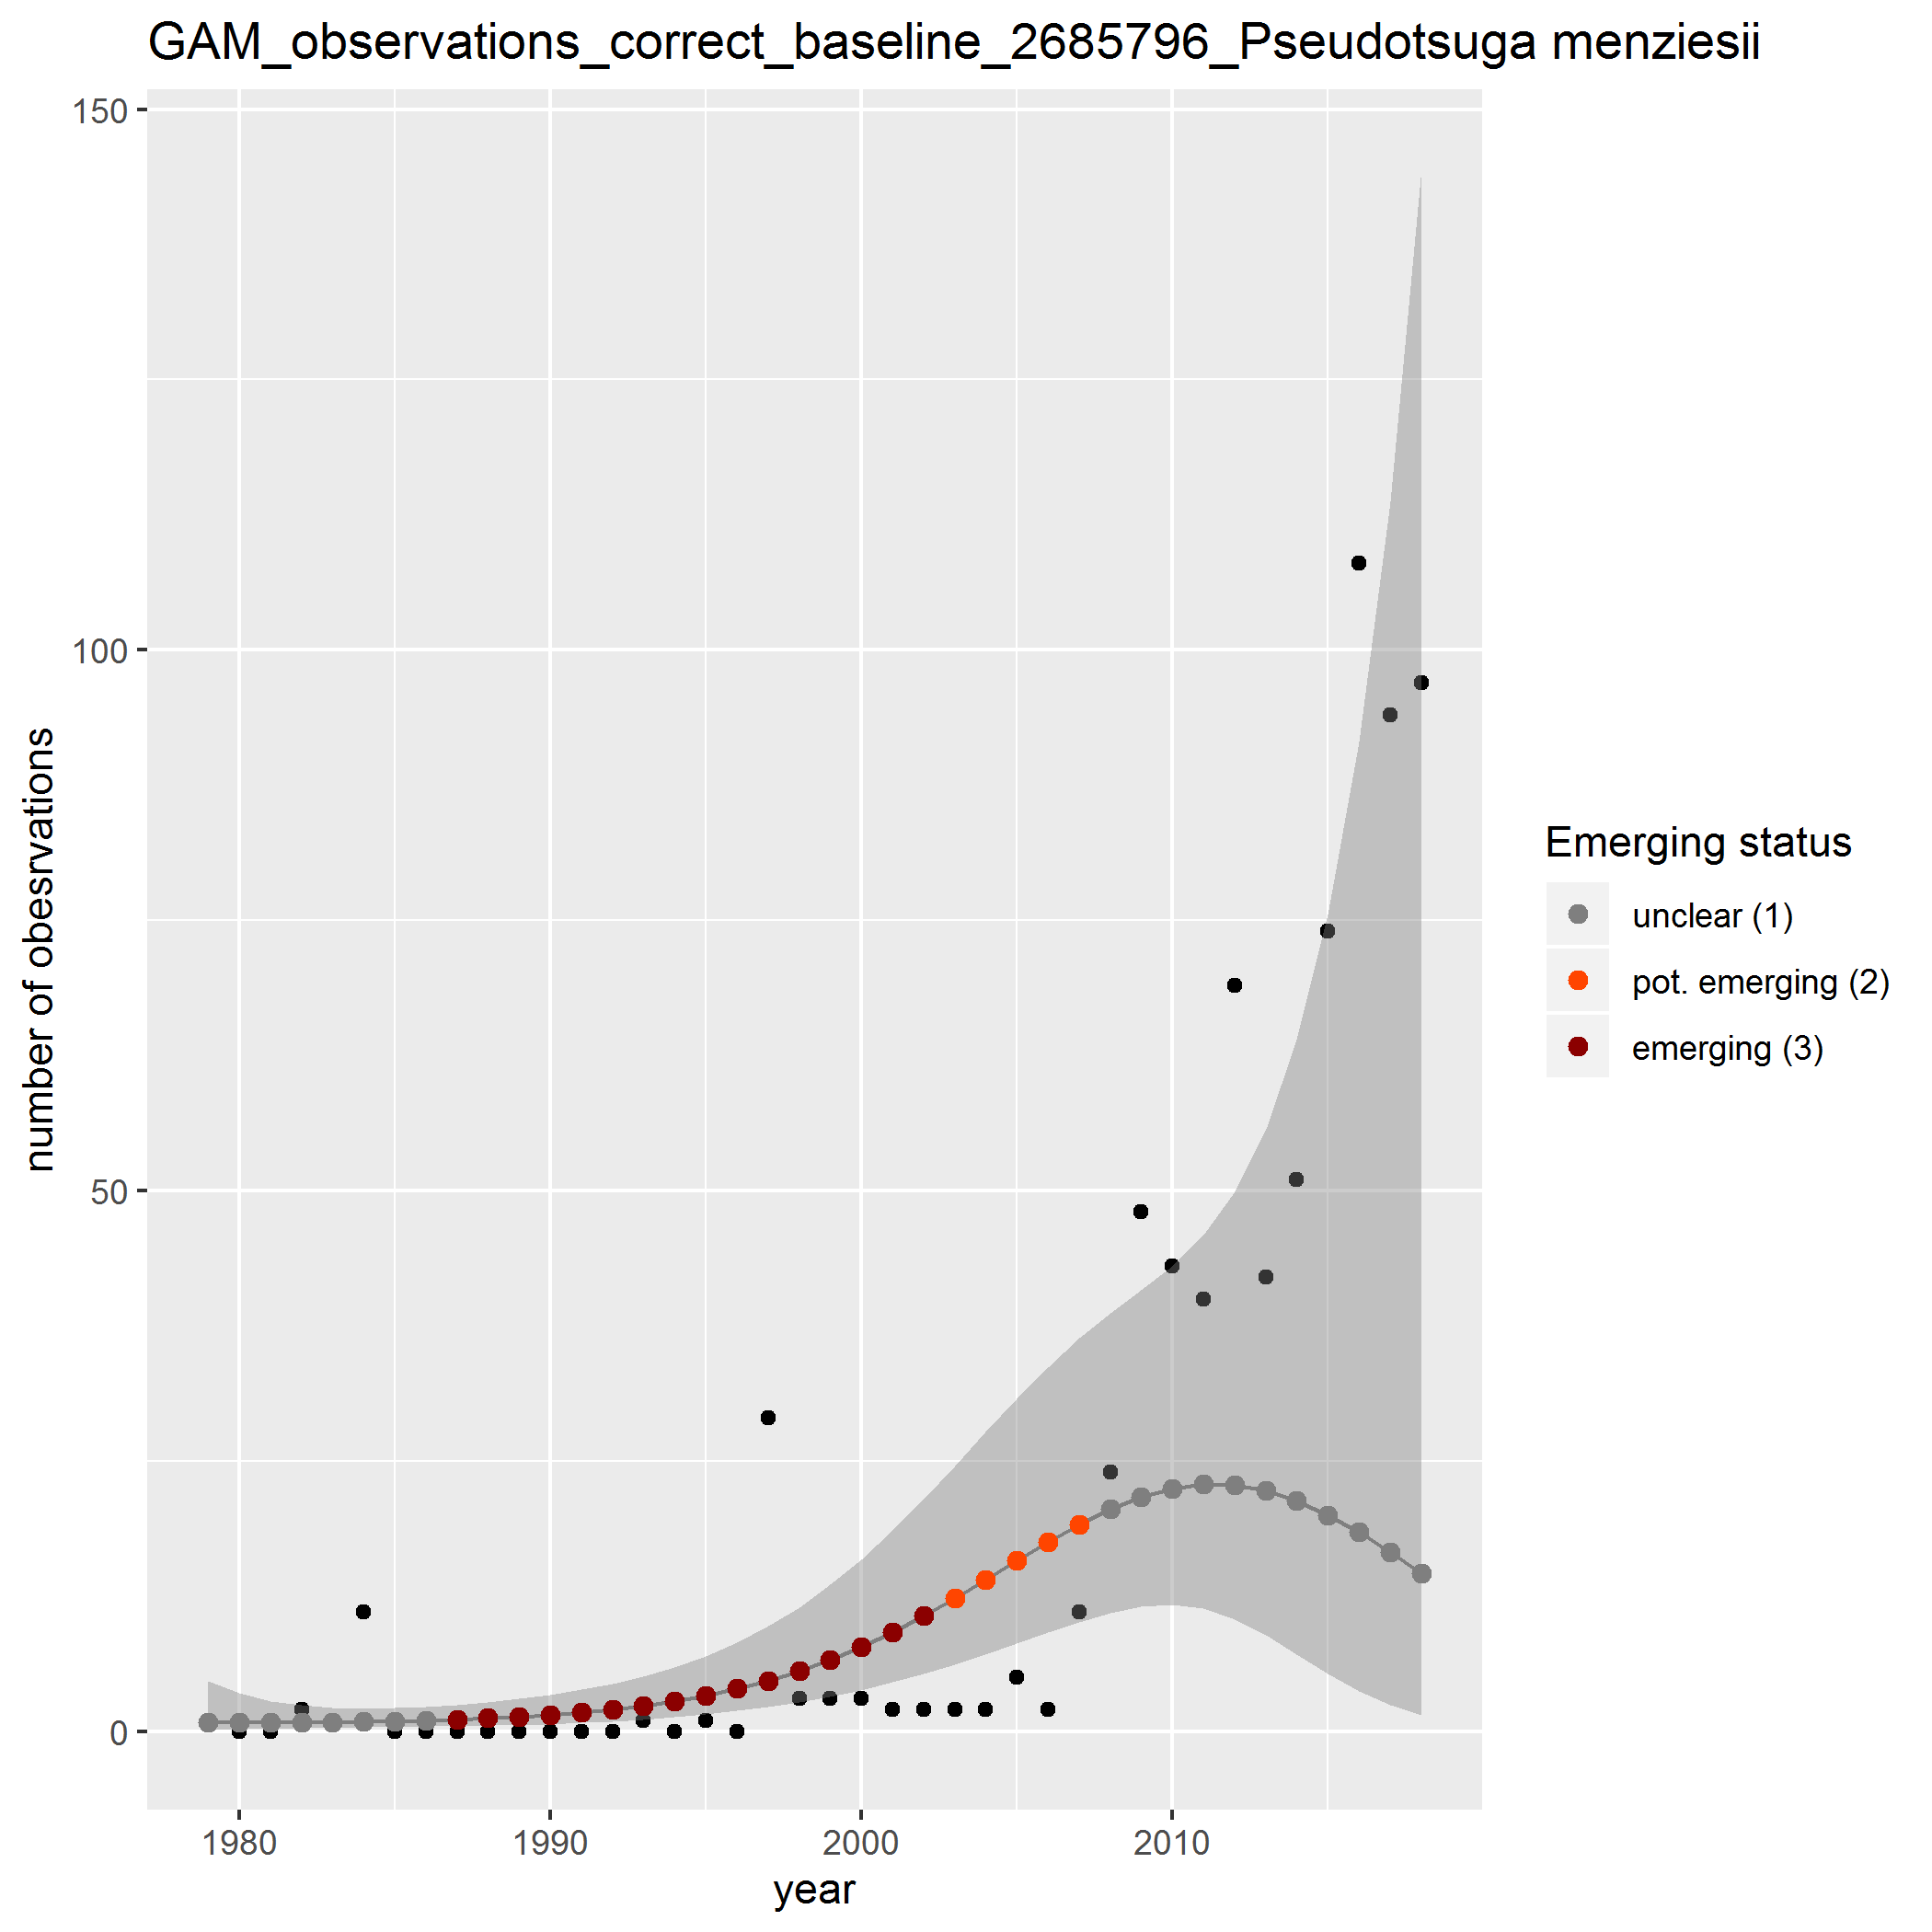 GAM_observations_correct_baseline_2685796_Pseudotsuga menziesii
150
100
50
0
number of obesrvations
1980 1990 2000 2010
year
Emerging status
unclear (1)
pot. emerging (2)
emerging (3)